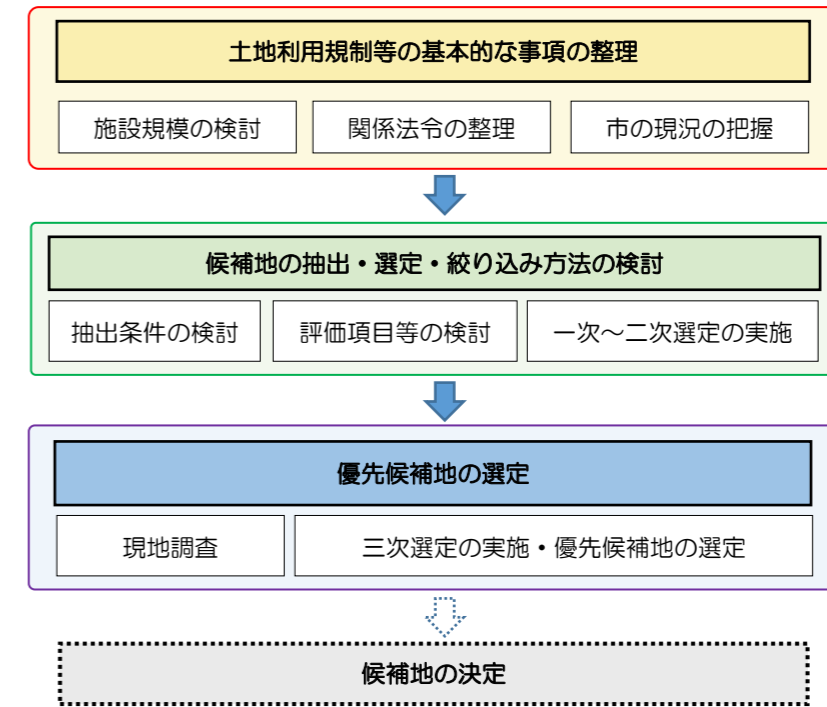 土地利用規制等の基本的な事項の整理
施設規模の検討
関係法令の整理
市の現況の把握
候補地の抽出・選定・絞り込み方法の検討
抽出条件の検討
評価項目等の検討
一次～二次選定の実施
優先候補地の選定
現地調査
三次選定の実施・優先候補地の選定
候補地の決定